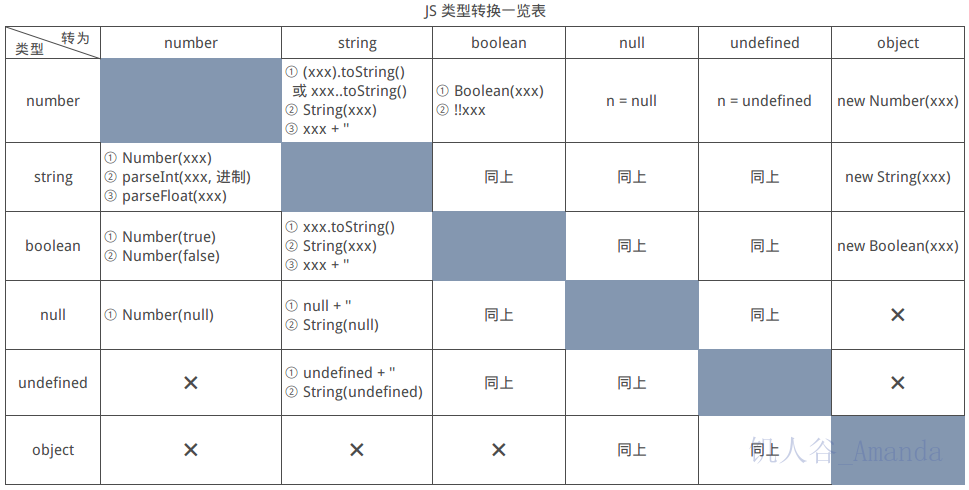 JS 类型转换一览表
转为
类型
number
string
boolean
null
undefined
object
number
① (xxx).toString()
或 xxx..toString()
② String(xxx)
③ xxx + ''
① Boolean(xxx)
② !!xxx
n = null
n = undefined
new Number(xxx)
string
① Number(xxx)
② parseInt(xxx, 进制)
③ parseFloat(xxx)
同上
同上
同上
new String(xxx)
boolean
① Number(true)
② Number(false)
① xxx.toString()
② String(xxx)
③ xxx + ''
同上
同上
new Boolean(xxx)
null
① Number(null)
① null + ''
② String(null)
同上
同上
✕
undefined
✕
① undefined + ''
② String(undefined)
同上
同上
✕
object
✕
✕
✕
同上
同上
饥人谷_Amanda